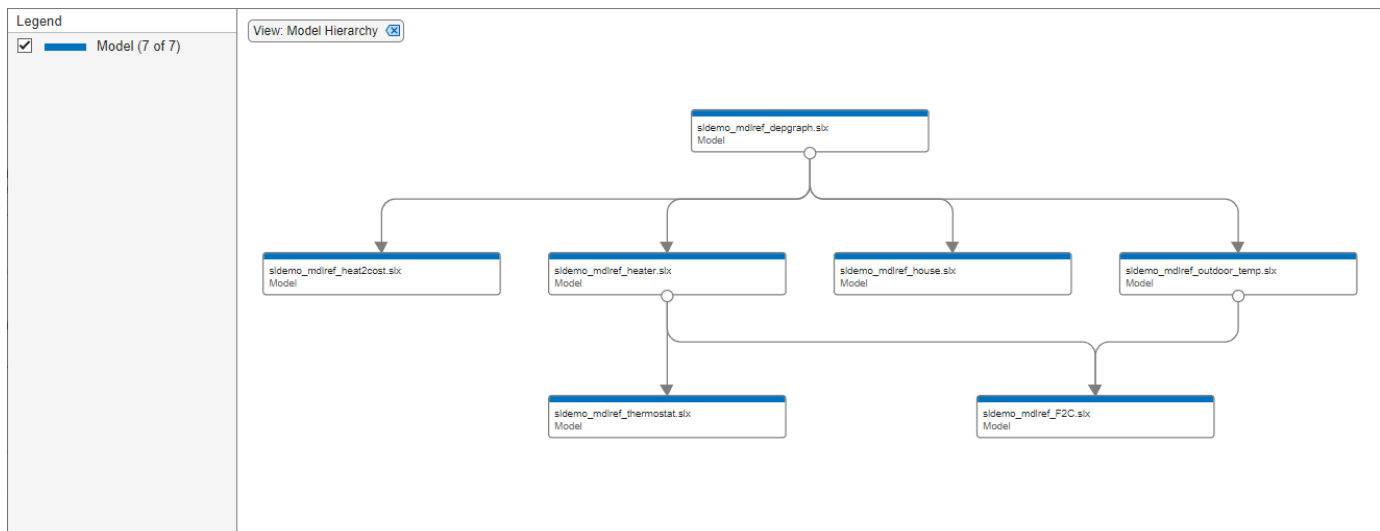 Legend
Model (7 of 7)
View: Model Hierarchy
sldemo_mdlref_depgraph.slx
Model
sldemo_mdlref_heat2cost.slx
Model
sldemo_mdlref_heater.slx
Model
sldemo_mdlref_house.slx
Model
sldemo_mdlref_outdoor_temp.slx
Model
sldemo_mdlref_thermostat.slx
Model
sldemo_mdlref_F2C.slx
Model